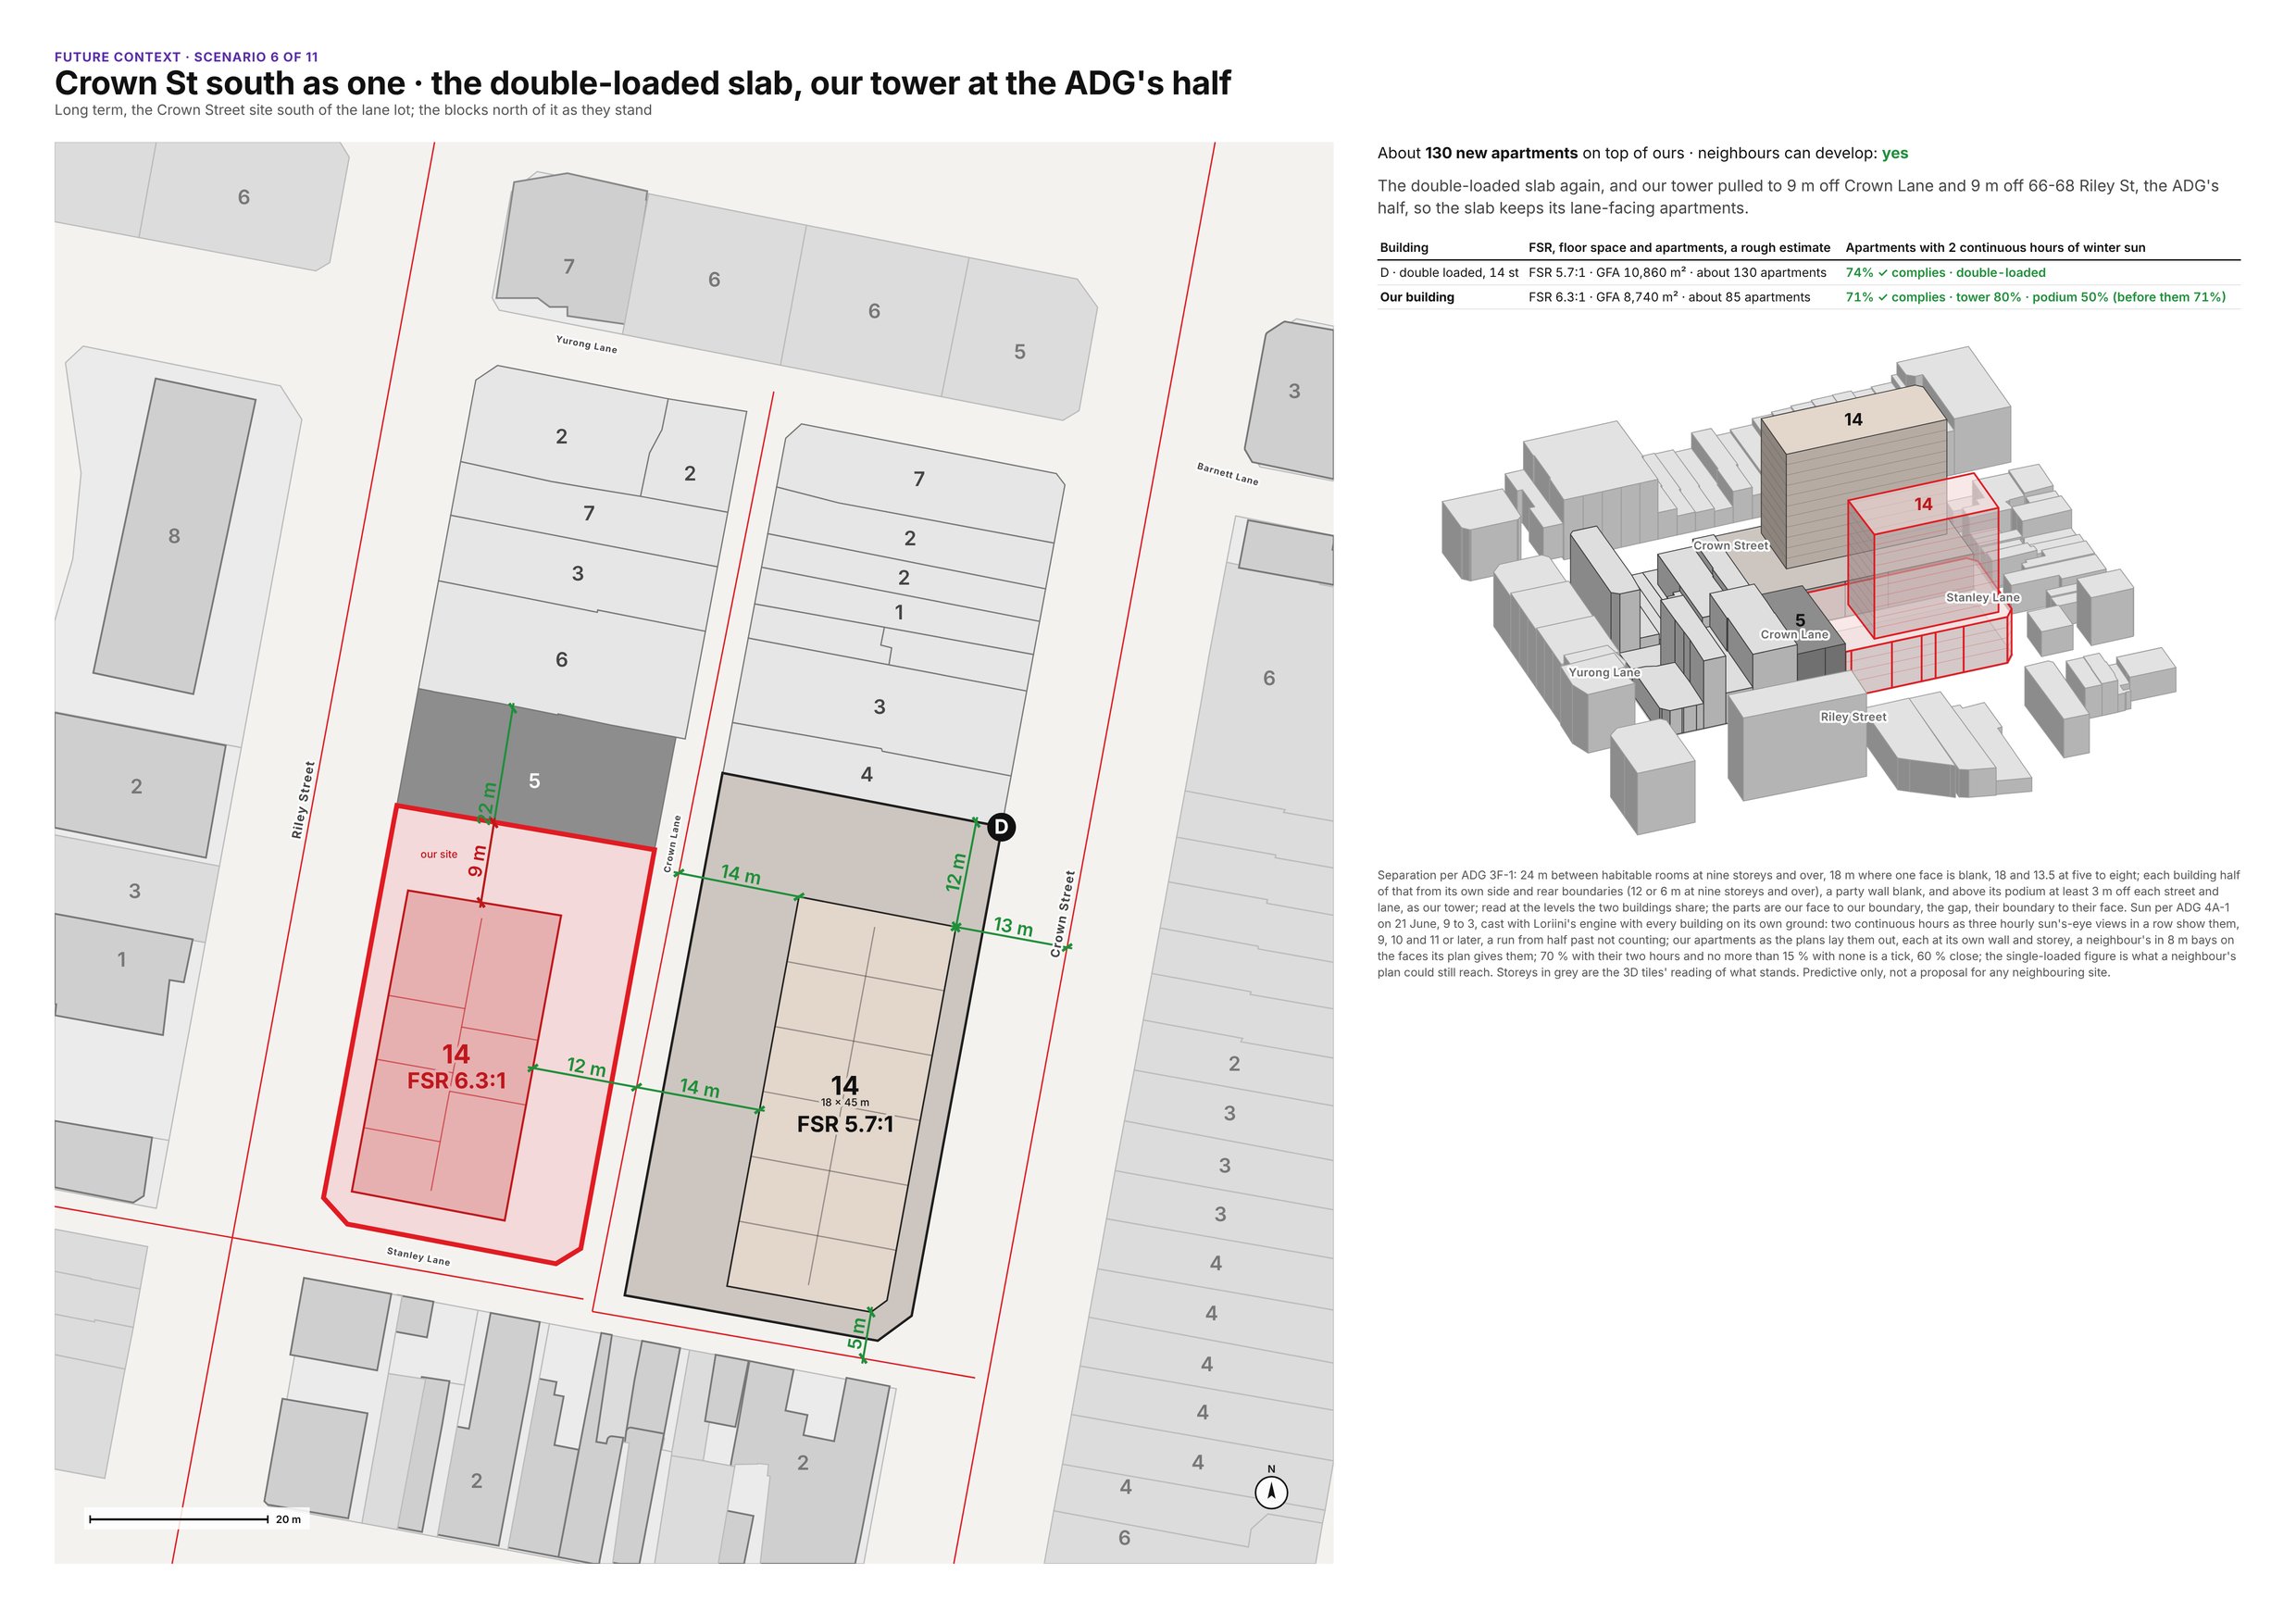 FUTURE CONTEXT · SCENARIO 6 OF 11
Crown St south as one · the double-loaded slab, our tower at the ADG's half
Long term, the Crown Street site south of the lane lot; the blocks north of it as they stand
6
7
6
6
5
3
Yurong Lane
Barnett Lane
8
2
2
7
3
6
5
22 m
7
2
2
1
3
4
6
2
3
1
Riley Street
Crown Lane
Crown Street
our site
9 m
14 m
12 m
13 m
D
12 m
14 m
14
FSR 6.3:1
14
18 × 45 m
FSR 5.7:1
5 m
Stanley Lane
2
3
3
3
4
4
4
4
4
4
6
2
2
N
20 m
About 130 new apartments on top of ours · neighbours can develop: yes
The double-loaded slab again, and our tower pulled to 9 m off Crown Lane and 9 m off 66-68 Riley St, the ADG's
half, so the slab keeps its lane-facing apartments.
Building FSR, floor space and apartments, a rough estimate Apartments with 2 continuous hours of winter sun
D · double loaded, 14 st FSR 5.7:1 · GFA 10,860 m² · about 130 apartments 74% ✓ complies · double-loaded
Our building FSR 6.3:1 · GFA 8,740 m² · about 85 apartments 71% ✓ complies · tower 80% · podium 50% (before them 71%)
14
14
Crown Street
Stanley Lane
5
Crown Lane
Yurong Lane
Riley Street
Separation per ADG 3F-1: 24 m between habitable rooms at nine storeys and over, 18 m where one face is blank, 18 and 13.5 at five to eight; each building half
of that from its own side and rear boundaries (12 or 6 m at nine storeys and over), a party wall blank, and above its podium at least 3 m off each street and
lane, as our tower; read at the levels the two buildings share; the parts are our face to our boundary, the gap, their boundary to their face. Sun per ADG 4A-1
on 21 June, 9 to 3, cast with Loriini's engine with every building on its own ground: two continuous hours as three hourly sun's-eye views in a row show them,
9, 10 and 11 or later, a run from half past not counting; our apartments as the plans lay them out, each at its own wall and storey, a neighbour's in 8 m bays on
the faces its plan gives them; 70 % with their two hours and no more than 15 % with none is a tick, 60 % close; the single-loaded figure is what a neighbour's
plan could still reach. Storeys in grey are the 3D tiles' reading of what stands. Predictive only, not a proposal for any neighbouring site.